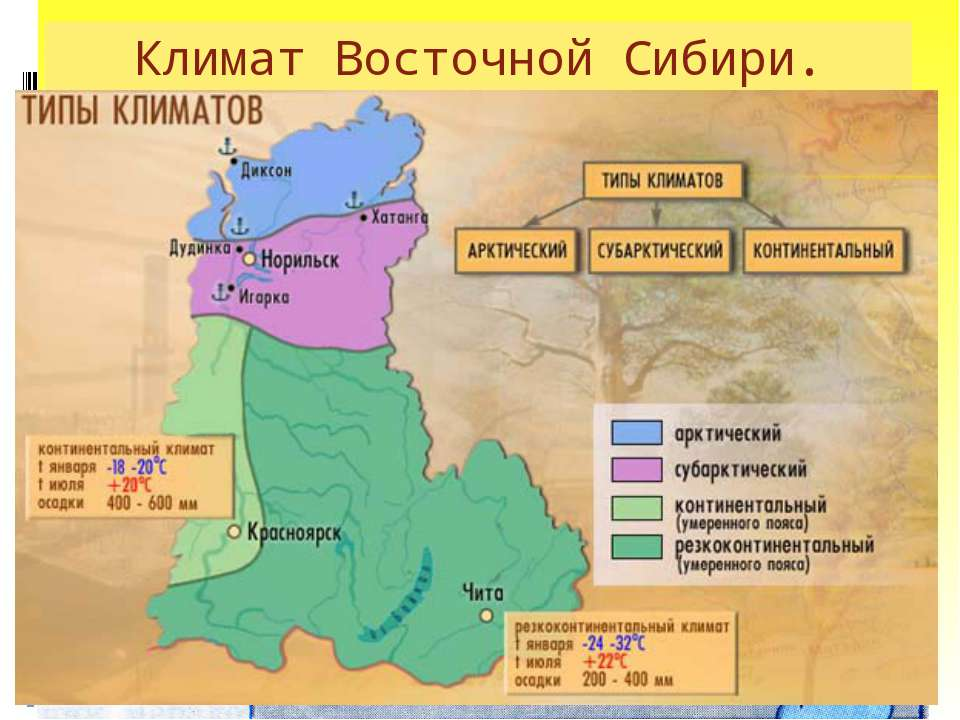 Климат Восточной Сибири.
ТИПЫ КЛИМАТОВ
Диксон
Хатанга
Дудинка
Норильск
Игарка
ТИПЫ КЛИМАТОВ
АРКТИЧЕСКИЙ
СУБАРКТИЧЕСКИЙ
КОНТИНЕНТАЛЬНЫЙ
континентальный климат
t января -18 -20°C
t июля +20°C
осадки 400 - 600 мм
Красноярск
оз. Байкал
Чита
арктический
субарктический
континентальный
(умеренного пояса)
резкоконтинентальный
(умеренного пояса)
резкоконтинентальный климат
t января -24 -32°C
t июля +22°C
осадки 200 - 400 мм